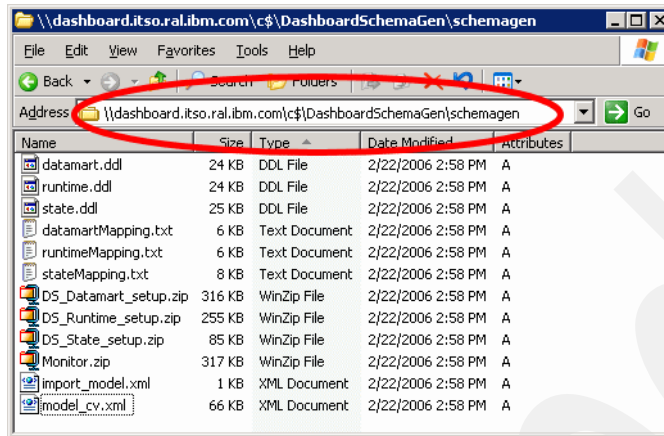 \\dashboard.itso.ral.ibm.com\c$\DashboardSchemaGen\schemagen
File Edit View Favorites Tools Help
Back Search Folders
Address \\dashboard.itso.ral.ibm.com\c$\DashboardSchemaGen\schemagen Go
Name Size Type Date Modified Attributes
datamart.ddl 24 KB DDL File 2/22/2006 2:58 PM A
runtime.ddl 24 KB DDL File 2/22/2006 2:58 PM A
state.ddl 25 KB DDL File 2/22/2006 2:58 PM A
datamartMapping.txt 6 KB Text Document 2/22/2006 2:58 PM A
runtimeMapping.txt 6 KB Text Document 2/22/2006 2:58 PM A
stateMapping.txt 8 KB Text Document 2/22/2006 2:58 PM A
DS_Datamart_setup.zip 316 KB WinZip File 2/22/2006 2:58 PM A
DS_Runtime_setup.zip 255 KB WinZip File 2/22/2006 2:58 PM A
DS_State_setup.zip 85 KB WinZip File 2/22/2006 2:58 PM A
Monitor.zip 317 KB WinZip File 2/22/2006 2:58 PM A
import_model.xml 1 KB XML Document 2/22/2006 2:58 PM A
model_cv.xml 66 KB XML Document 2/22/2006 2:58 PM A